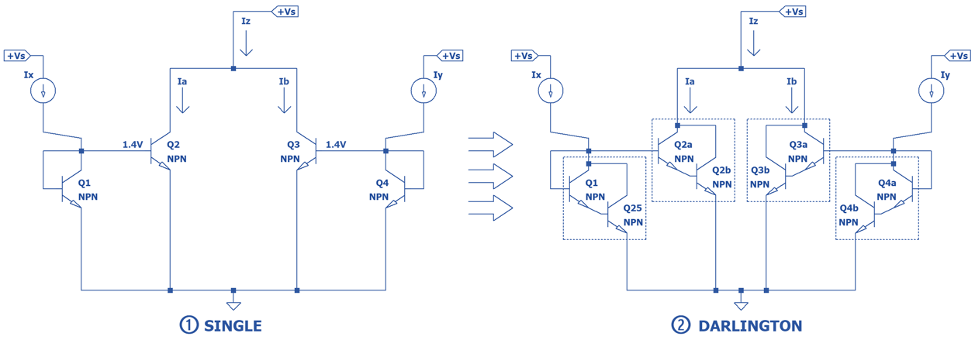 +Vs
Iz
+Vs
Ix
Ia
Ib
+Vs
Iy
1.4V
Q2
NPN
Q3
NPN
1.4V
Q1
NPN
Q4
NPN
① SINGLE
+Vs
Iz
+Vs
Ix
Ia
Ib
+Vs
Iy
Q2a
NPN
Q2b
NPN
Q3a
NPN
Q3b
NPN
Q1
NPN
Q25
NPN
Q4a
NPN
Q4b
NPN
② DARLINGTON